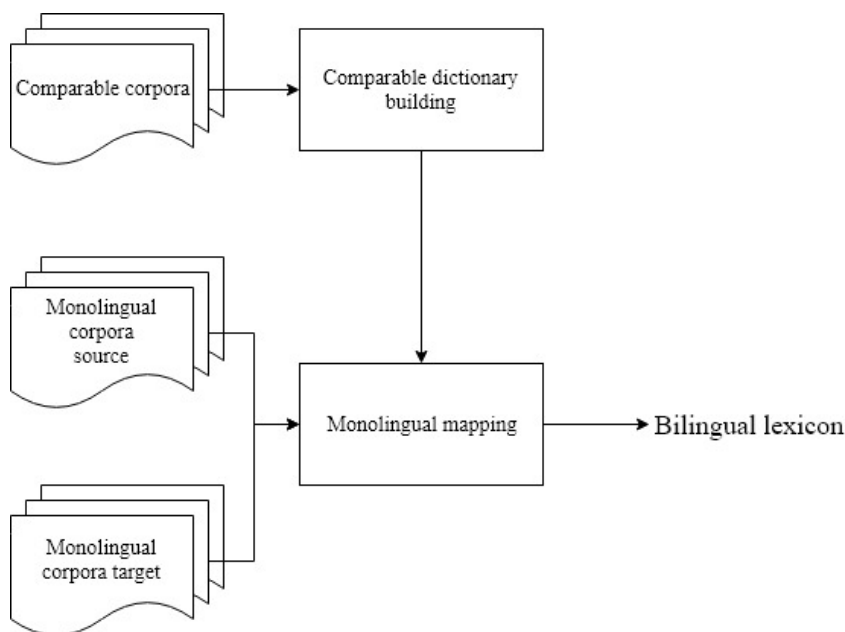 Comparable corpora
Comparable dictionary
building
Monolingual
corpora
source
Monolingual mapping
Bilingual lexicon
Monolingual
corpora target